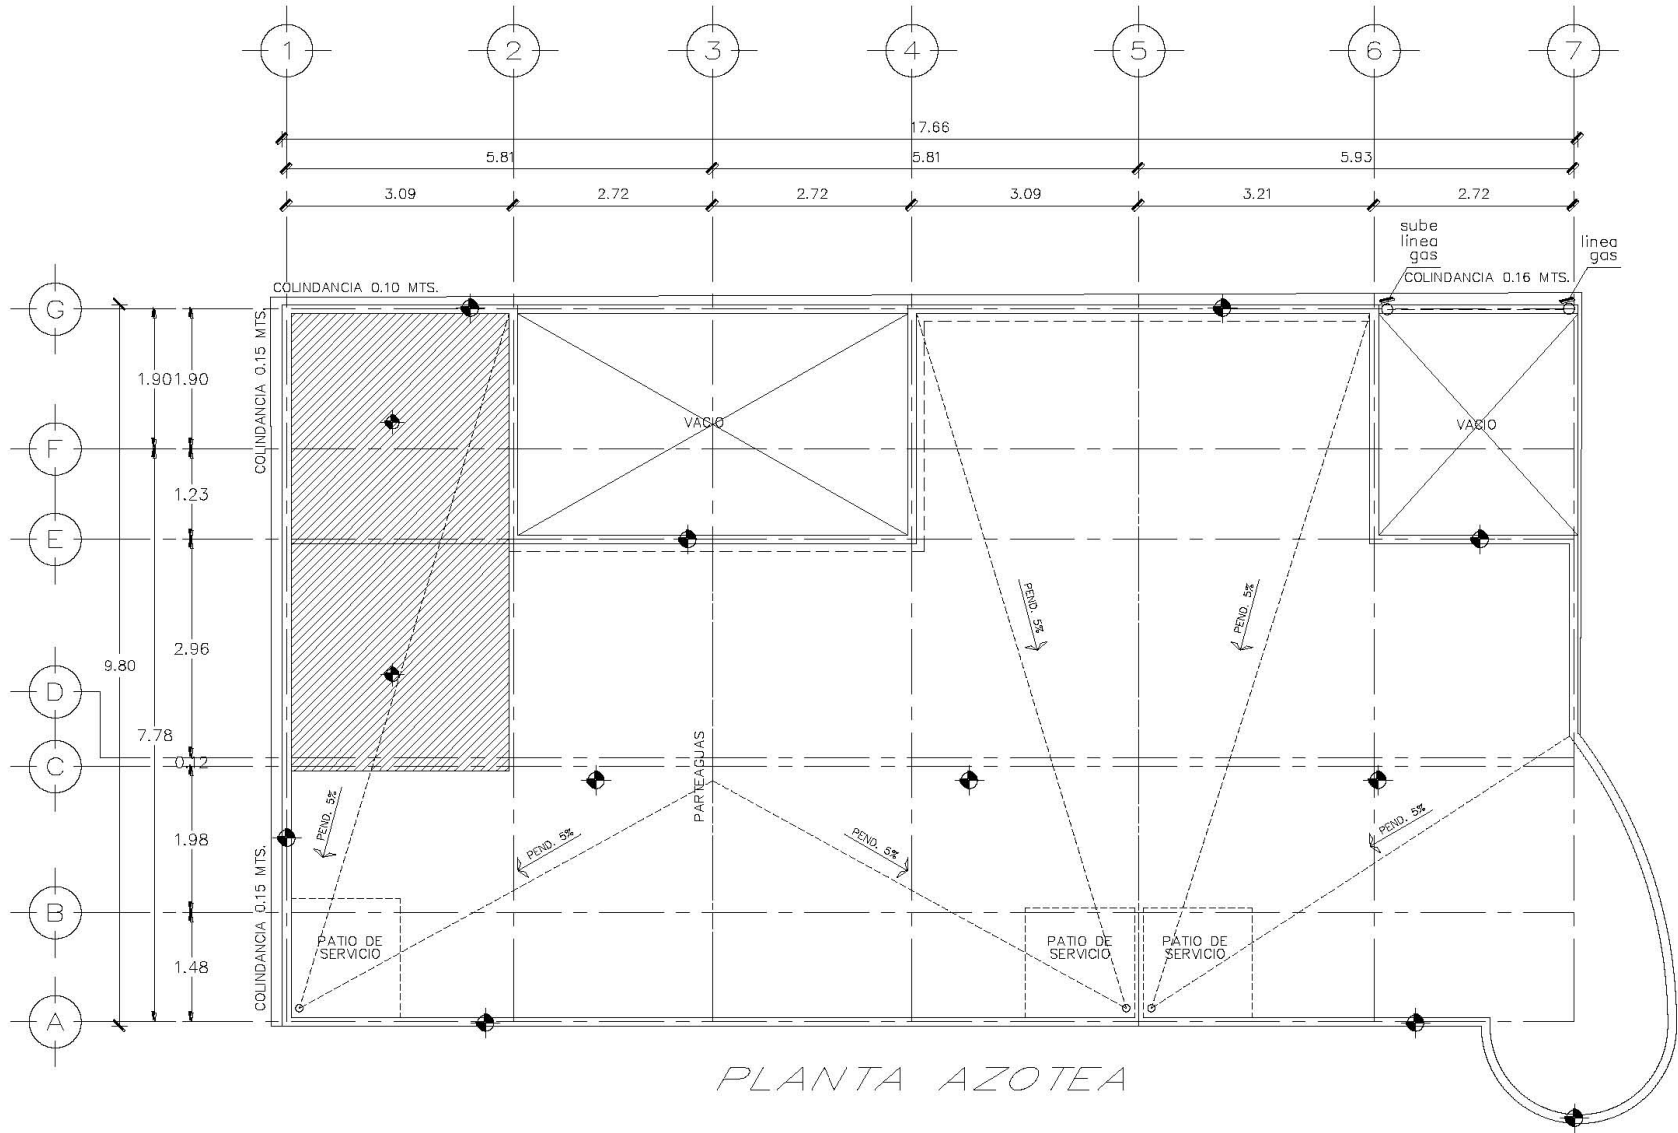 1 2 3 4 5 6 7
17.66
5.81 5.81 5.93
3.09 2.72 2.72 3.09 3.21 2.72
sube
linea
gas
linea
gas
COLINDANCIA 0.10 MTS.
COLINDANCIA 0.16 MTS.
G
COLINDANCIA 0.15 MTS.
1.90 1.90
VACIO
VACIO
F
1.23
E
PEND. 5%
PEND. 5%
2.96
9.80
D
7.78
C
0.12
PARTEAGUAS
PEND. 5%
PEND. 5%
PEND. 5%
PEND. 5%
1.98
COLINDANCIA 0.15 MTS.
B
PATIO DE
SERVICIO
PATIO DE
SERVICIO
PATIO DE
SERVICIO
1.48
A
PLANTA AZOTEA